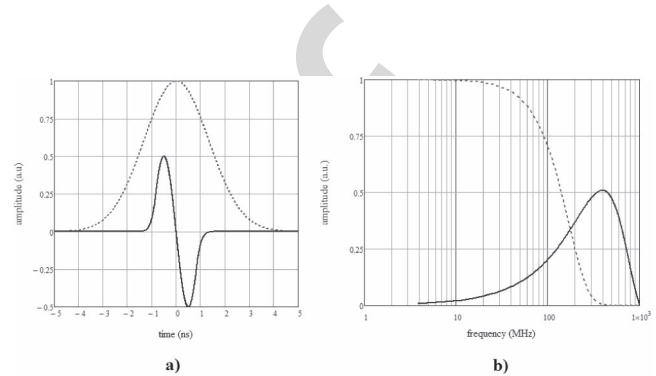 1
0.75
0.5
0.25
0
−0.25
−0.5
−5 −4 −3 −2 −1 0 1 2 3 4 5
amplitude (a.u)
time (ns)
a)
1
0.75
0.5
0.25
0
1 10 100 1×10³
amplitude (a.u.)
frequency (MHz)
b)